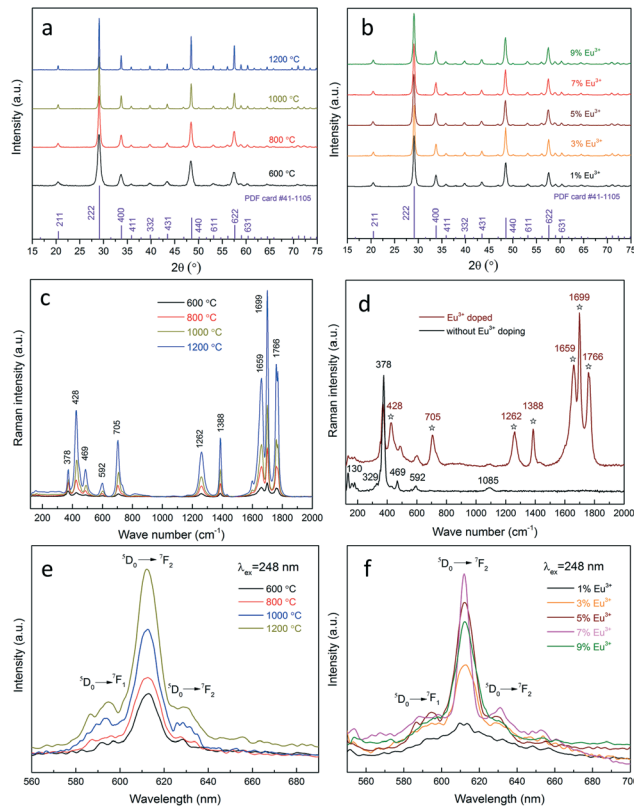 a
1200 °C
1000 °C
800 °C
600 °C
PDF card #41-1105
211
222
400
411
332
431
440
611
622
631
Intensity (a.u.)
15 20 25 30 35 40 45 50 55 60 65 70 75
2θ (°)
b
9% Eu³⁺
7% Eu³⁺
5% Eu³⁺
3% Eu³⁺
1% Eu³⁺
PDF card #41-1105
211
222
400
411
332
431
440
611
622
631
Intensity (a.u.)
15 20 25 30 35 40 45 50 55 60 65 70 75
2θ (°)
c
600 °C
800 °C
1000 °C
1200 °C
378
428
469
592
705
1262
1388
1659
1699
1766
Raman intensity (a.u.)
200 400 600 800 1000 1200 1400 1600 1800 2000
Wave number (cm⁻¹)
d
Eu³⁺ doped
without Eu³⁺ doping
1699
1659
1766
378
428
705
1262
1388
130
329
469
592
1085
Raman intensity (a.u.)
200 400 600 800 1000 1200 1400 1600 1800 2000
Wave number (cm⁻¹)
e
⁵D₀ → ⁷F₂
λex=248 nm
600 °C
800 °C
1000 °C
1200 °C
⁵D₀ → ⁷F₁
⁵D₀ → ⁷F₂
Intensity (a.u.)
560 580 600 620 640 660 680
Wavelength (nm)
f
⁵D₀ → ⁷F₂
λex=248 nm
1% Eu³⁺
3% Eu³⁺
5% Eu³⁺
7% Eu³⁺
9% Eu³⁺
⁵D₀ → ⁷F₁
⁵D₀ → ⁷F₂
Intensity (a.u.)
560 580 600 620 640 660 680 700
Wavelength (nm)